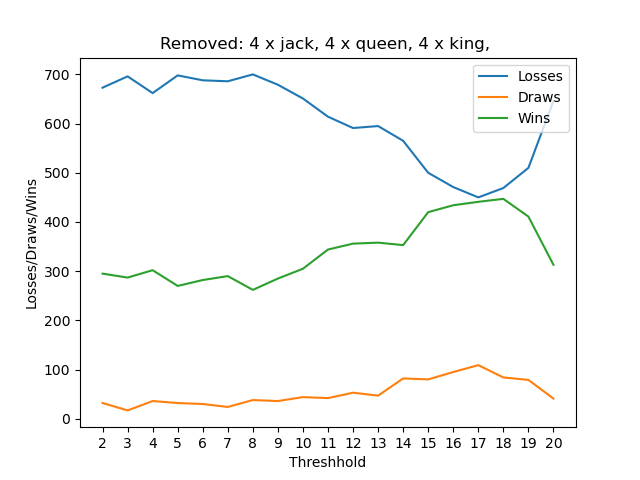 Removed: 4 x jack, 4 x queen, 4 x king,
Losses
Draws
Wins
700
600
500
400
300
200
100
0
Losses/Draws/Wins
2 3 4 5 6 7 8 9 10 11 12 13 14 15 16 17 18 19 20
Threshhold